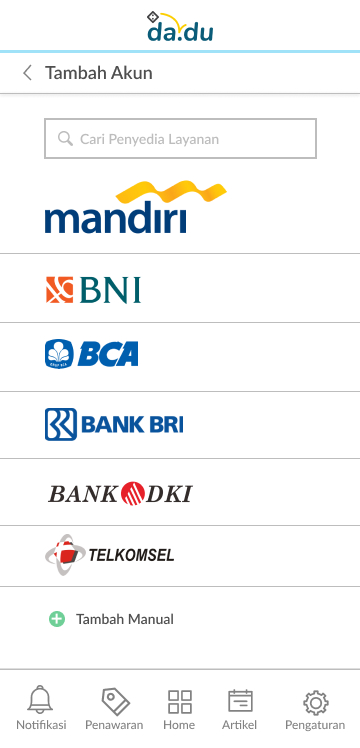 da.du
Tambah Akun
Cari Penyedia Layanan
mandiri
BNI
BCA
BANK BRI
BANK DKI
TELKOMSEL
Tambah Manual
Notifikasi Penawaran Home Artikel Pengaturan